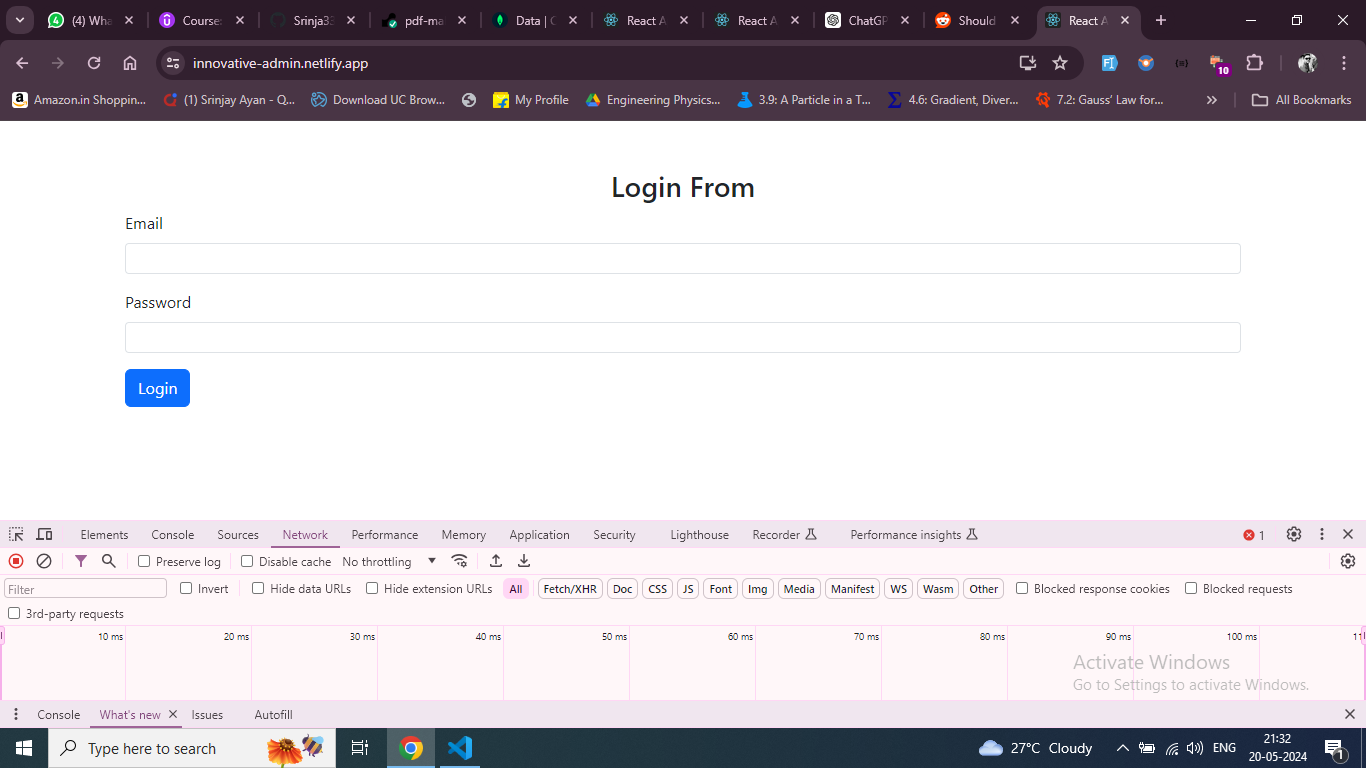 (4) Wha
Course
Srinja33
pdf-ma
Data | C
React A
React A
ChatGP
Should
React A
innovative-admin.netlify.app
10
Amazon.in Shoppin...
(1) Srinjay Ayan - Q...
Download UC Brow...
My Profile
Engineering Physics...
3.9: A Particle in a T...
4.6: Gradient, Diver...
7.2: Gauss' Law for...
»
All Bookmarks
Login From
Email
Password
Login
Elements Console Sources Network Performance Memory Application Security Lighthouse Recorder Performance insights 1
Preserve log Disable cache No throttling
Filter Invert Hide data URLs Hide extension URLs All Fetch/XHR Doc CSS JS Font Img Media Manifest WS Wasm Other Blocked response cookies Blocked requests
3rd-party requests
10 ms 20 ms 30 ms 40 ms 50 ms 60 ms 70 ms 80 ms 90 ms 100 ms 11
Activate Windows
Go to Settings to activate Windows.
Console What's new Issues Autofill
Type here to search
27°C Cloudy
ENG
21:32
20-05-2024
1